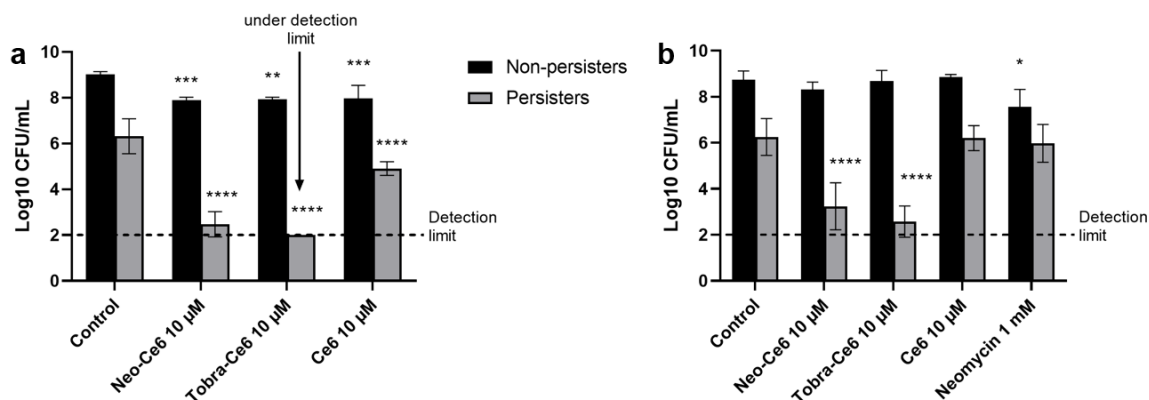 a
under detection
limit
Log10 CFU/mL
10
8
6
4
2
0
***
**
***
****
****
****
Detection
limit
Control
Neo-Ce6 10 µM
Tobra-Ce6 10 µM
Ce6 10 µM
Non-persisters
Persisters
b
Log10 CFU/mL
10
8
6
4
2
0
*
****
****
Detection
limit
Control
Neo-Ce6 10 µM
Tobra-Ce6 10 µM
Ce6 10 µM
Neomycin 1 mM